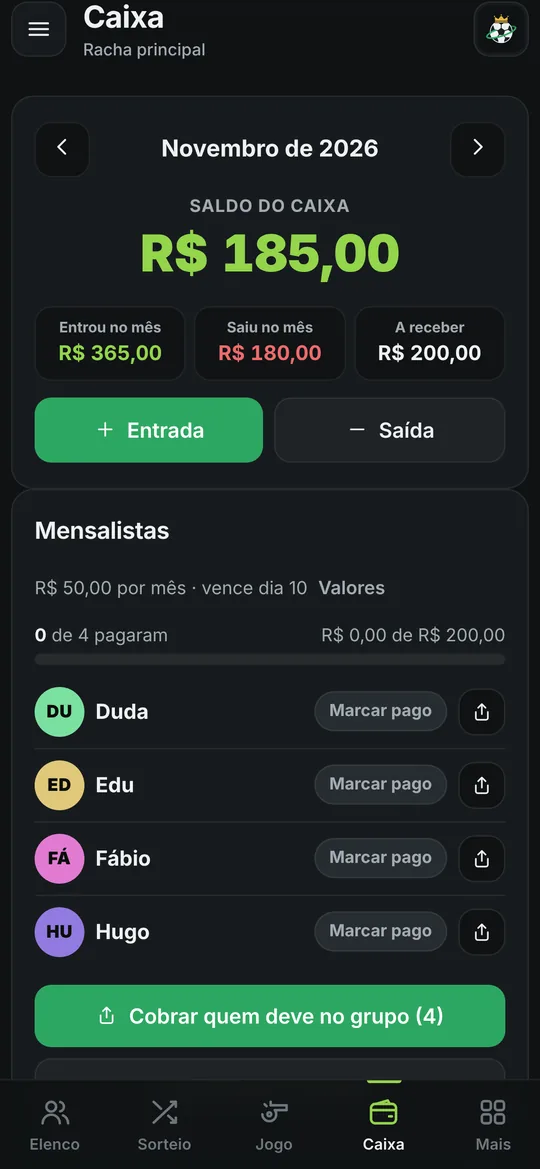 Caixa
Racha principal
Novembro de 2026
SALDO DO CAIXA
R$ 185,00
Entrou no mês
R$ 365,00
Saiu no mês
R$ 180,00
A receber
R$ 200,00
+ Entrada
− Saída
Mensalistas
R$ 50,00 por mês · vence dia 10 Valores
0 de 4 pagaram
R$ 0,00 de R$ 200,00
DU Duda Marcar pago
ED Edu Marcar pago
FÁ Fábio Marcar pago
HU Hugo Marcar pago
Cobrar quem deve no grupo (4)
Elenco
Sorteio
Jogo
Caixa
Mais